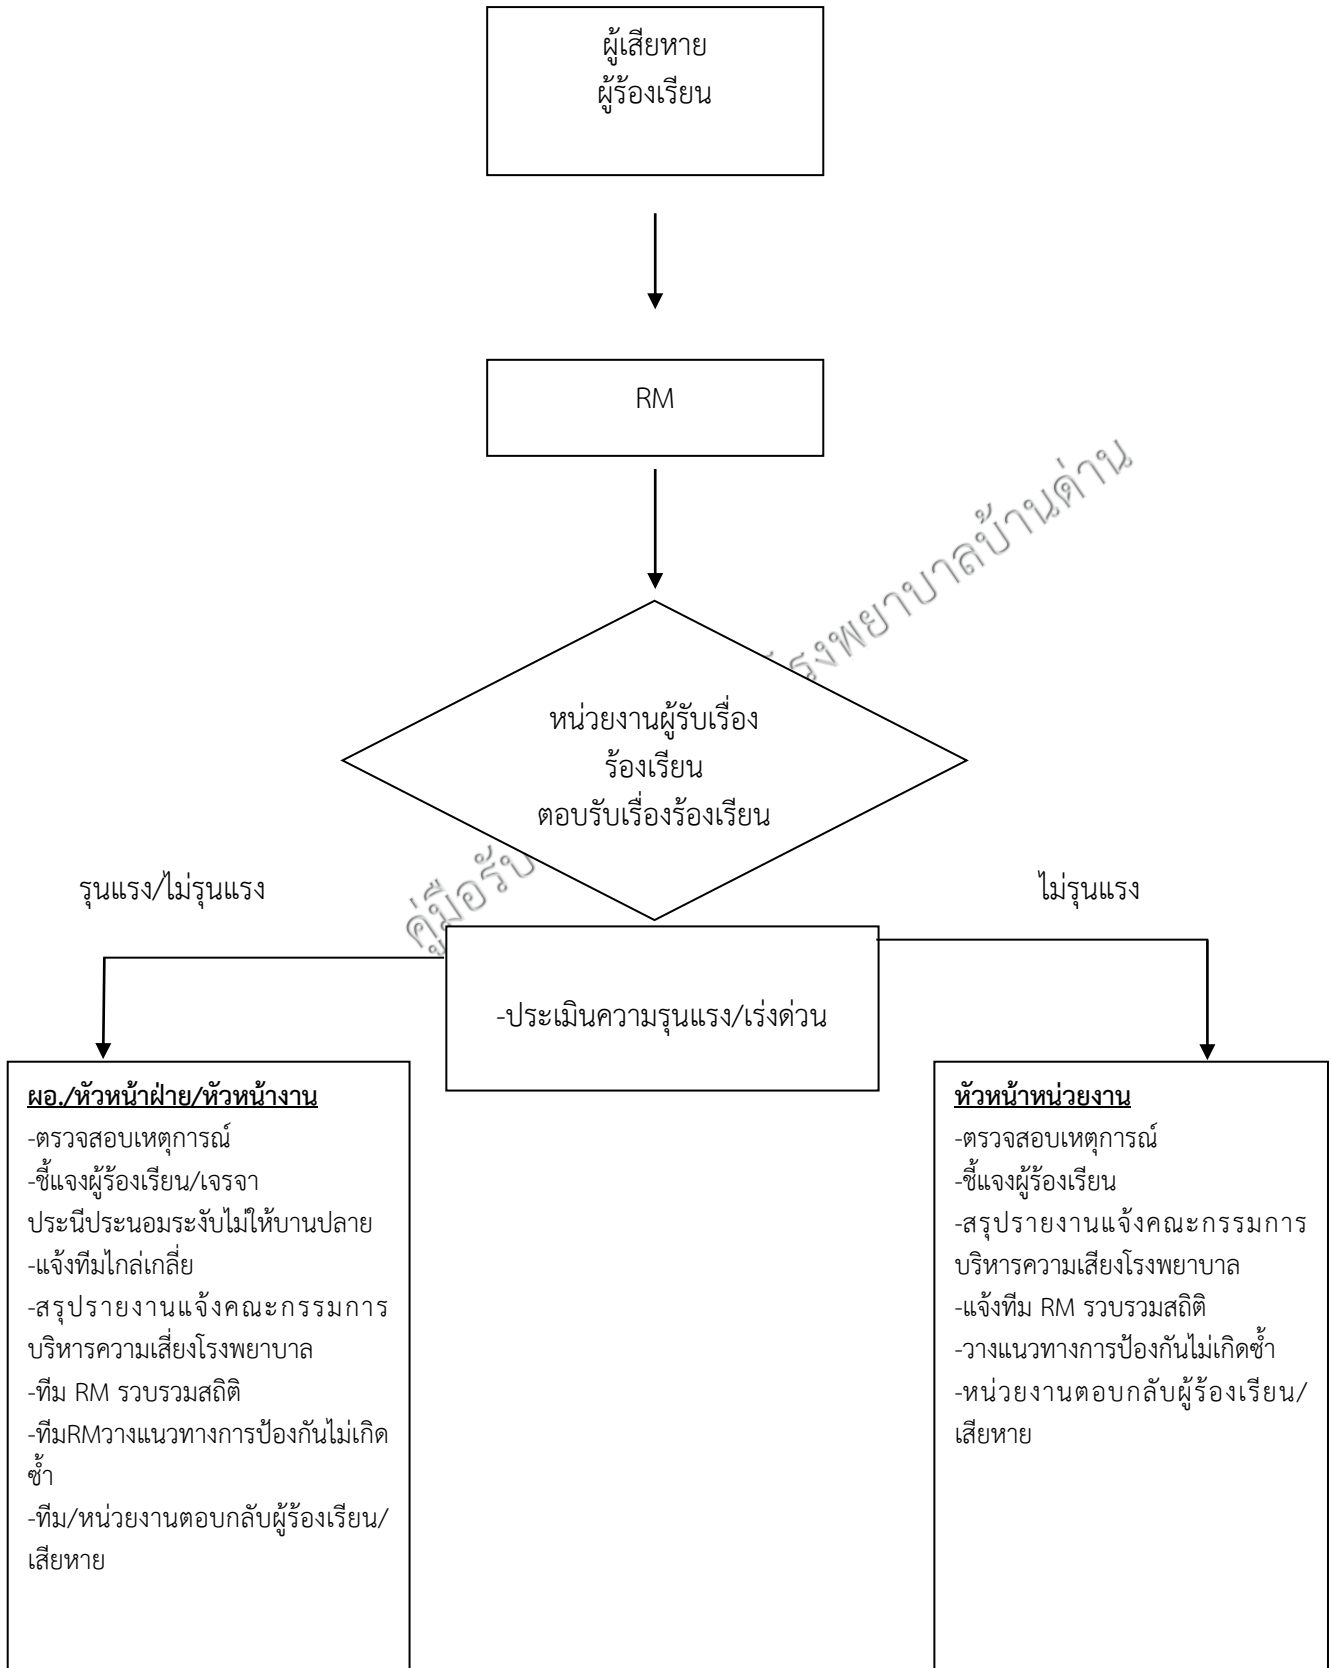 ผู้เสียหาย
ผู้ร้องเรียน
RM
โรงพยาบาลบ้านด่าน
หน่วยงานผู้รับเรื่อง
ร้องเรียน
ตอบรับเรื่องร้องเรียน
คู่มือรับ
รุนแรง/ไม่รุนแรง
ไม่รุนแรง
-ประเมินความรุนแรง/เร่งด่วน
ผอ./หัวหน้าฝ่าย/หัวหน้างาน
-ตรวจสอบเหตุการณ์
-ชี้แจงผู้ร้องเรียน/เจรจา
ประนีประนอมระงับไม่ให้บานปลาย
-แจ้งทีมไกล่เกลี่ย
-สรุปรายงานแจ้งคณะกรรมการ
บริหารความเสี่ยงโรงพยาบาล
-ทีม RM รวบรวมสถิติ
-ทีมRMวางแนวทางการป้องกันไม่เกิด
ซ้ำ
-ทีม/หน่วยงานตอบกลับผู้ร้องเรียน/
เสียหาย
หัวหน้าหน่วยงาน
-ตรวจสอบเหตุการณ์
-ชี้แจงผู้ร้องเรียน
-สรุปรายงานแจ้งคณะกรรมการ
บริหารความเสียงโรงพยาบาล
-แจ้งทีม RM รวบรวมสถิติ
-วางแนวทางการป้องกันไม่เกิดซ้ำ
-หน่วยงานตอบกลับผู้ร้องเรียน/
เสียหาย